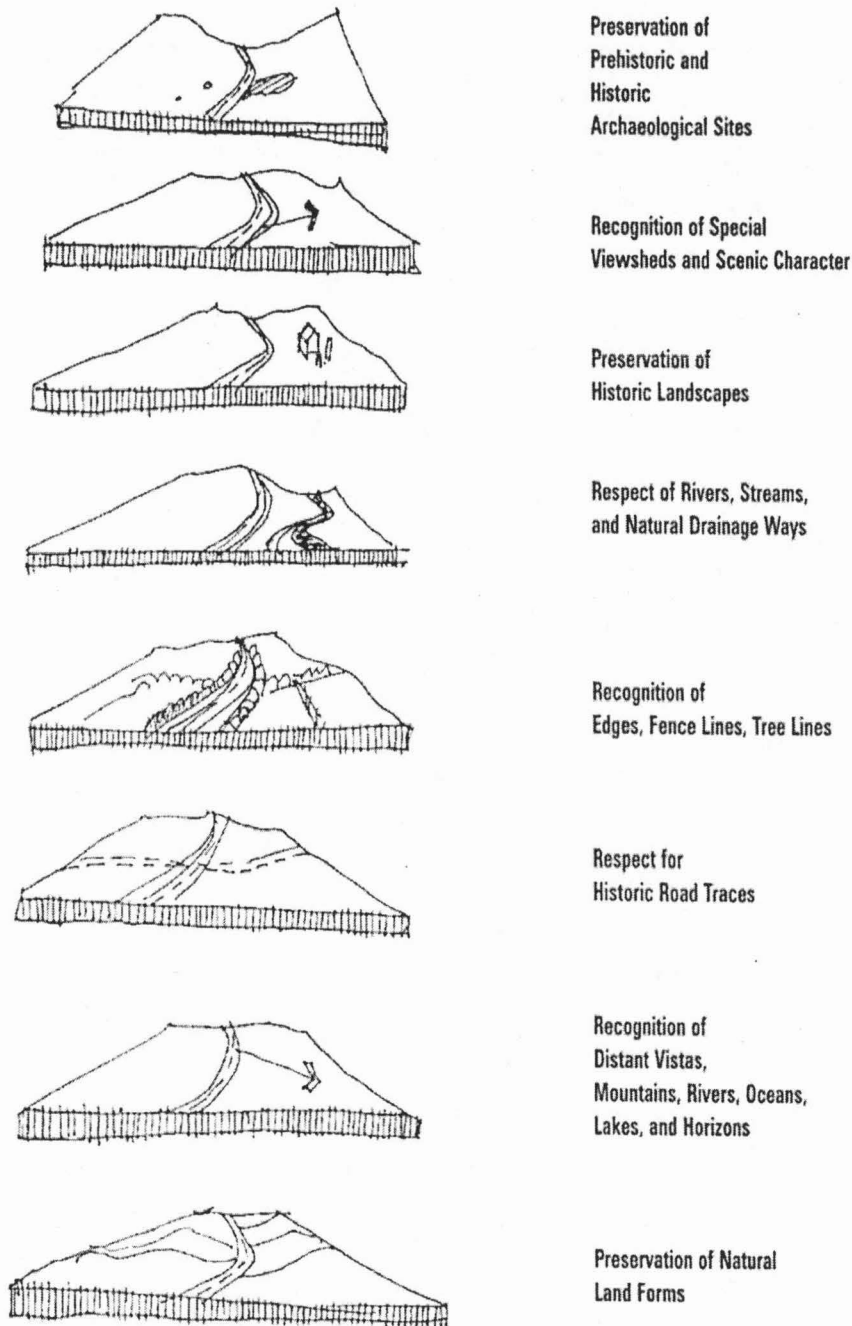 Preservation of
Prehistoric and
Historic
Archaeological Sites
Recognition of Special
Viewsheds and Scenic Character
Preservation of
Historic Landscapes
Respect of Rivers, Streams,
and Natural Drainage Ways
Recognition of
Edges, Fence Lines, Tree Lines
Respect for
Historic Road Traces
Recognition of
Distant Vistas,
Mountains, Rivers, Oceans,
Lakes, and Horizons
Preservation of Natural
Land Forms